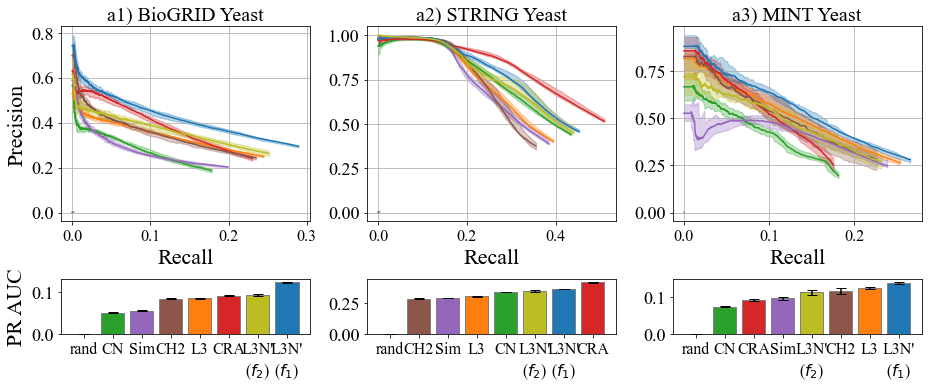 a1) BioGRID Yeast
a2) STRING Yeast
a3) MINT Yeast
Precision
0.8
0.6
0.4
0.2
0.0
0.0 0.1 0.2 0.3
Recall
1.00
0.75
0.50
0.25
0.00
0.0 0.2 0.4
Recall
0.75
0.50
0.25
0.00
0.0 0.2
Recall
PR AUC
0.1
0.0
rand CN Sim CH2 L3 CRA L3N' L3N'
(f₂) (f₁)
0.25
0.00
rand CH2 Sim L3 CN L3N' L3N' CRA
(f₂) (f₁)
0.1
0.0
rand CN CRA Sim L3N' CH2 L3 L3N'
(f₂) (f₁)